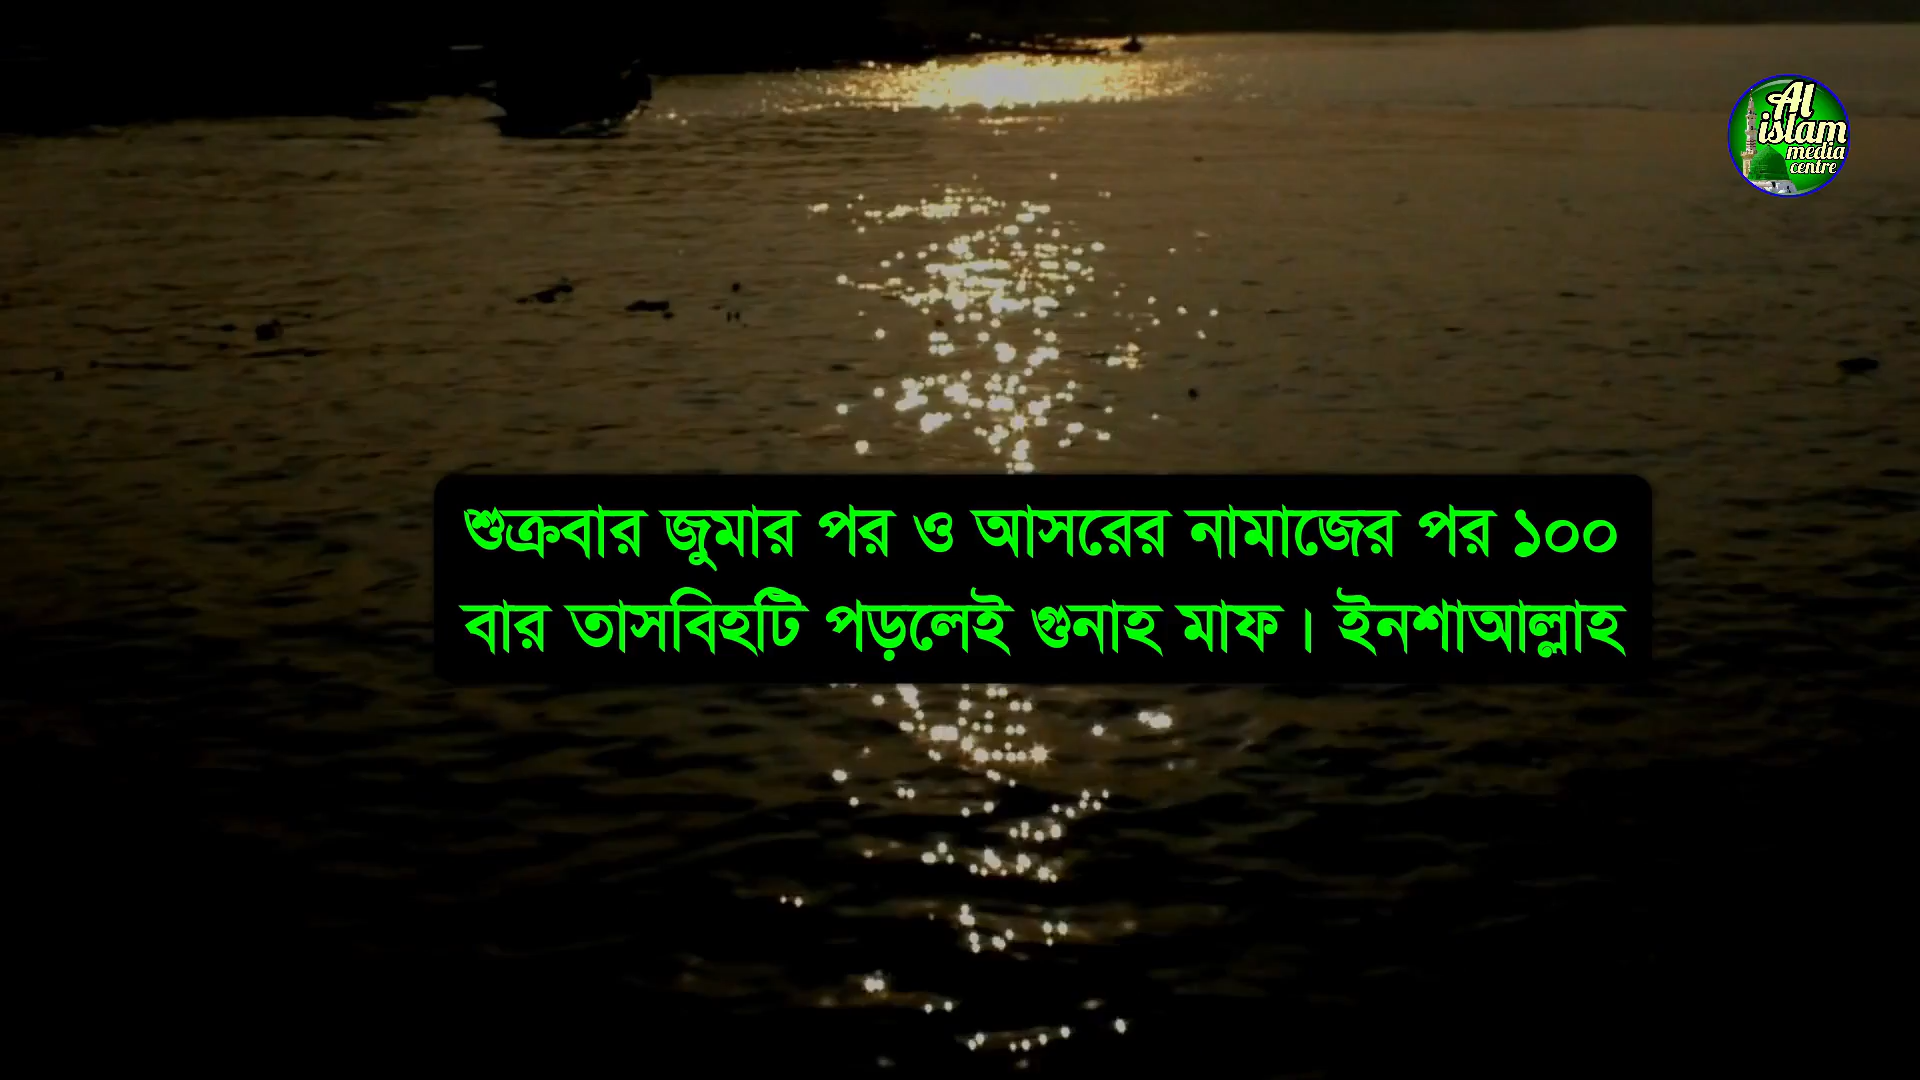 Al
islam
media
centre
শুক্রবার জুমার পর ও আসরের নামাজের পর ১০০
বার তাসবিহটি পড়লেই গুনাহ মাফ। ইনশাআল্লাহ